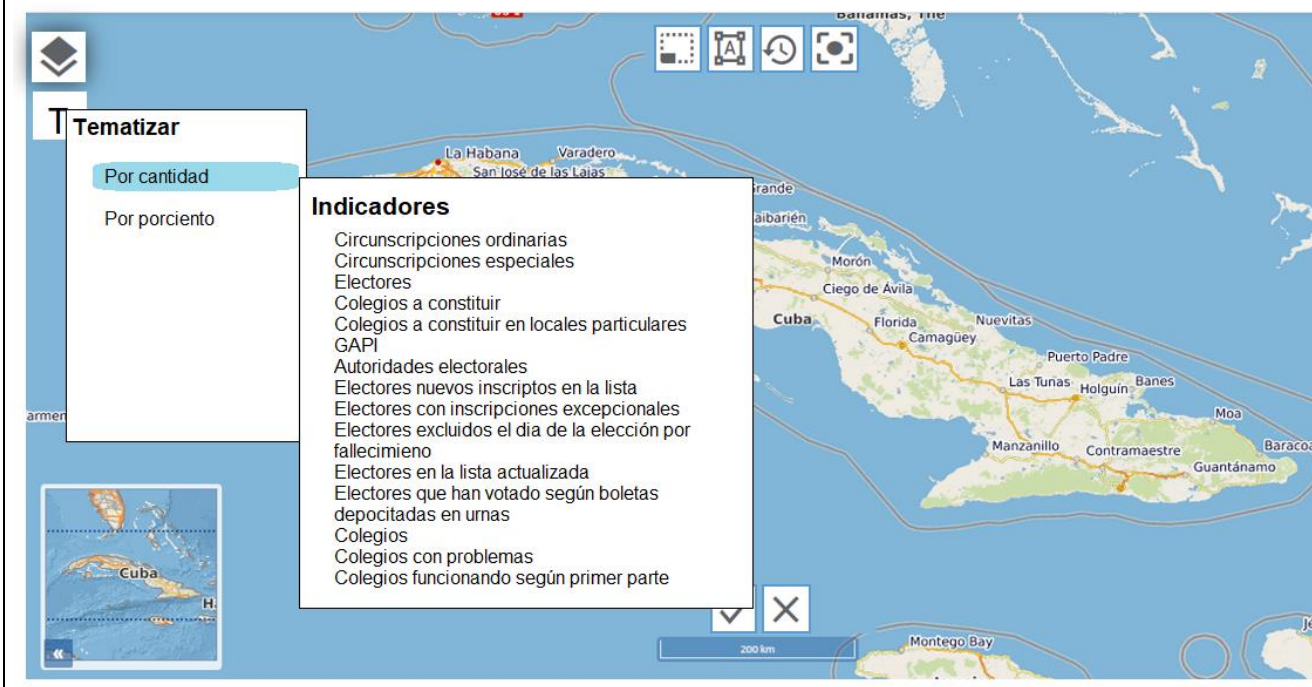 Bahamas, The
T
Tematizar
Por cantidad
Por porciento
Indicadores
Circunscripciones ordinarias
Circunscripciones especiales
Electores
Colegios a constituir
Colegios a constituir en locales particulares
GAPI
Autoridades electorales
Electores nuevos inscriptos en la lista
Electores con inscripciones excepcionales
Electores excluidos el dia de la elección por
fallecimieno
Electores en la lista actualizada
Electores que han votado según boletas
depocitadas en urnas
Colegios
Colegios con problemas
Colegios funcionando según primer parte
A
La Habana
Varadero
San José de las Lajas
Morón
Ciego de Ávila
Cuba
Florida
Nuevitas
Camagüey
Puerto Padre
Las Tunas
Holguín
Banes
Moa
Manzanillo
Contramaestre
Guantánamo
Cuba
«
200 km
Montego Bay